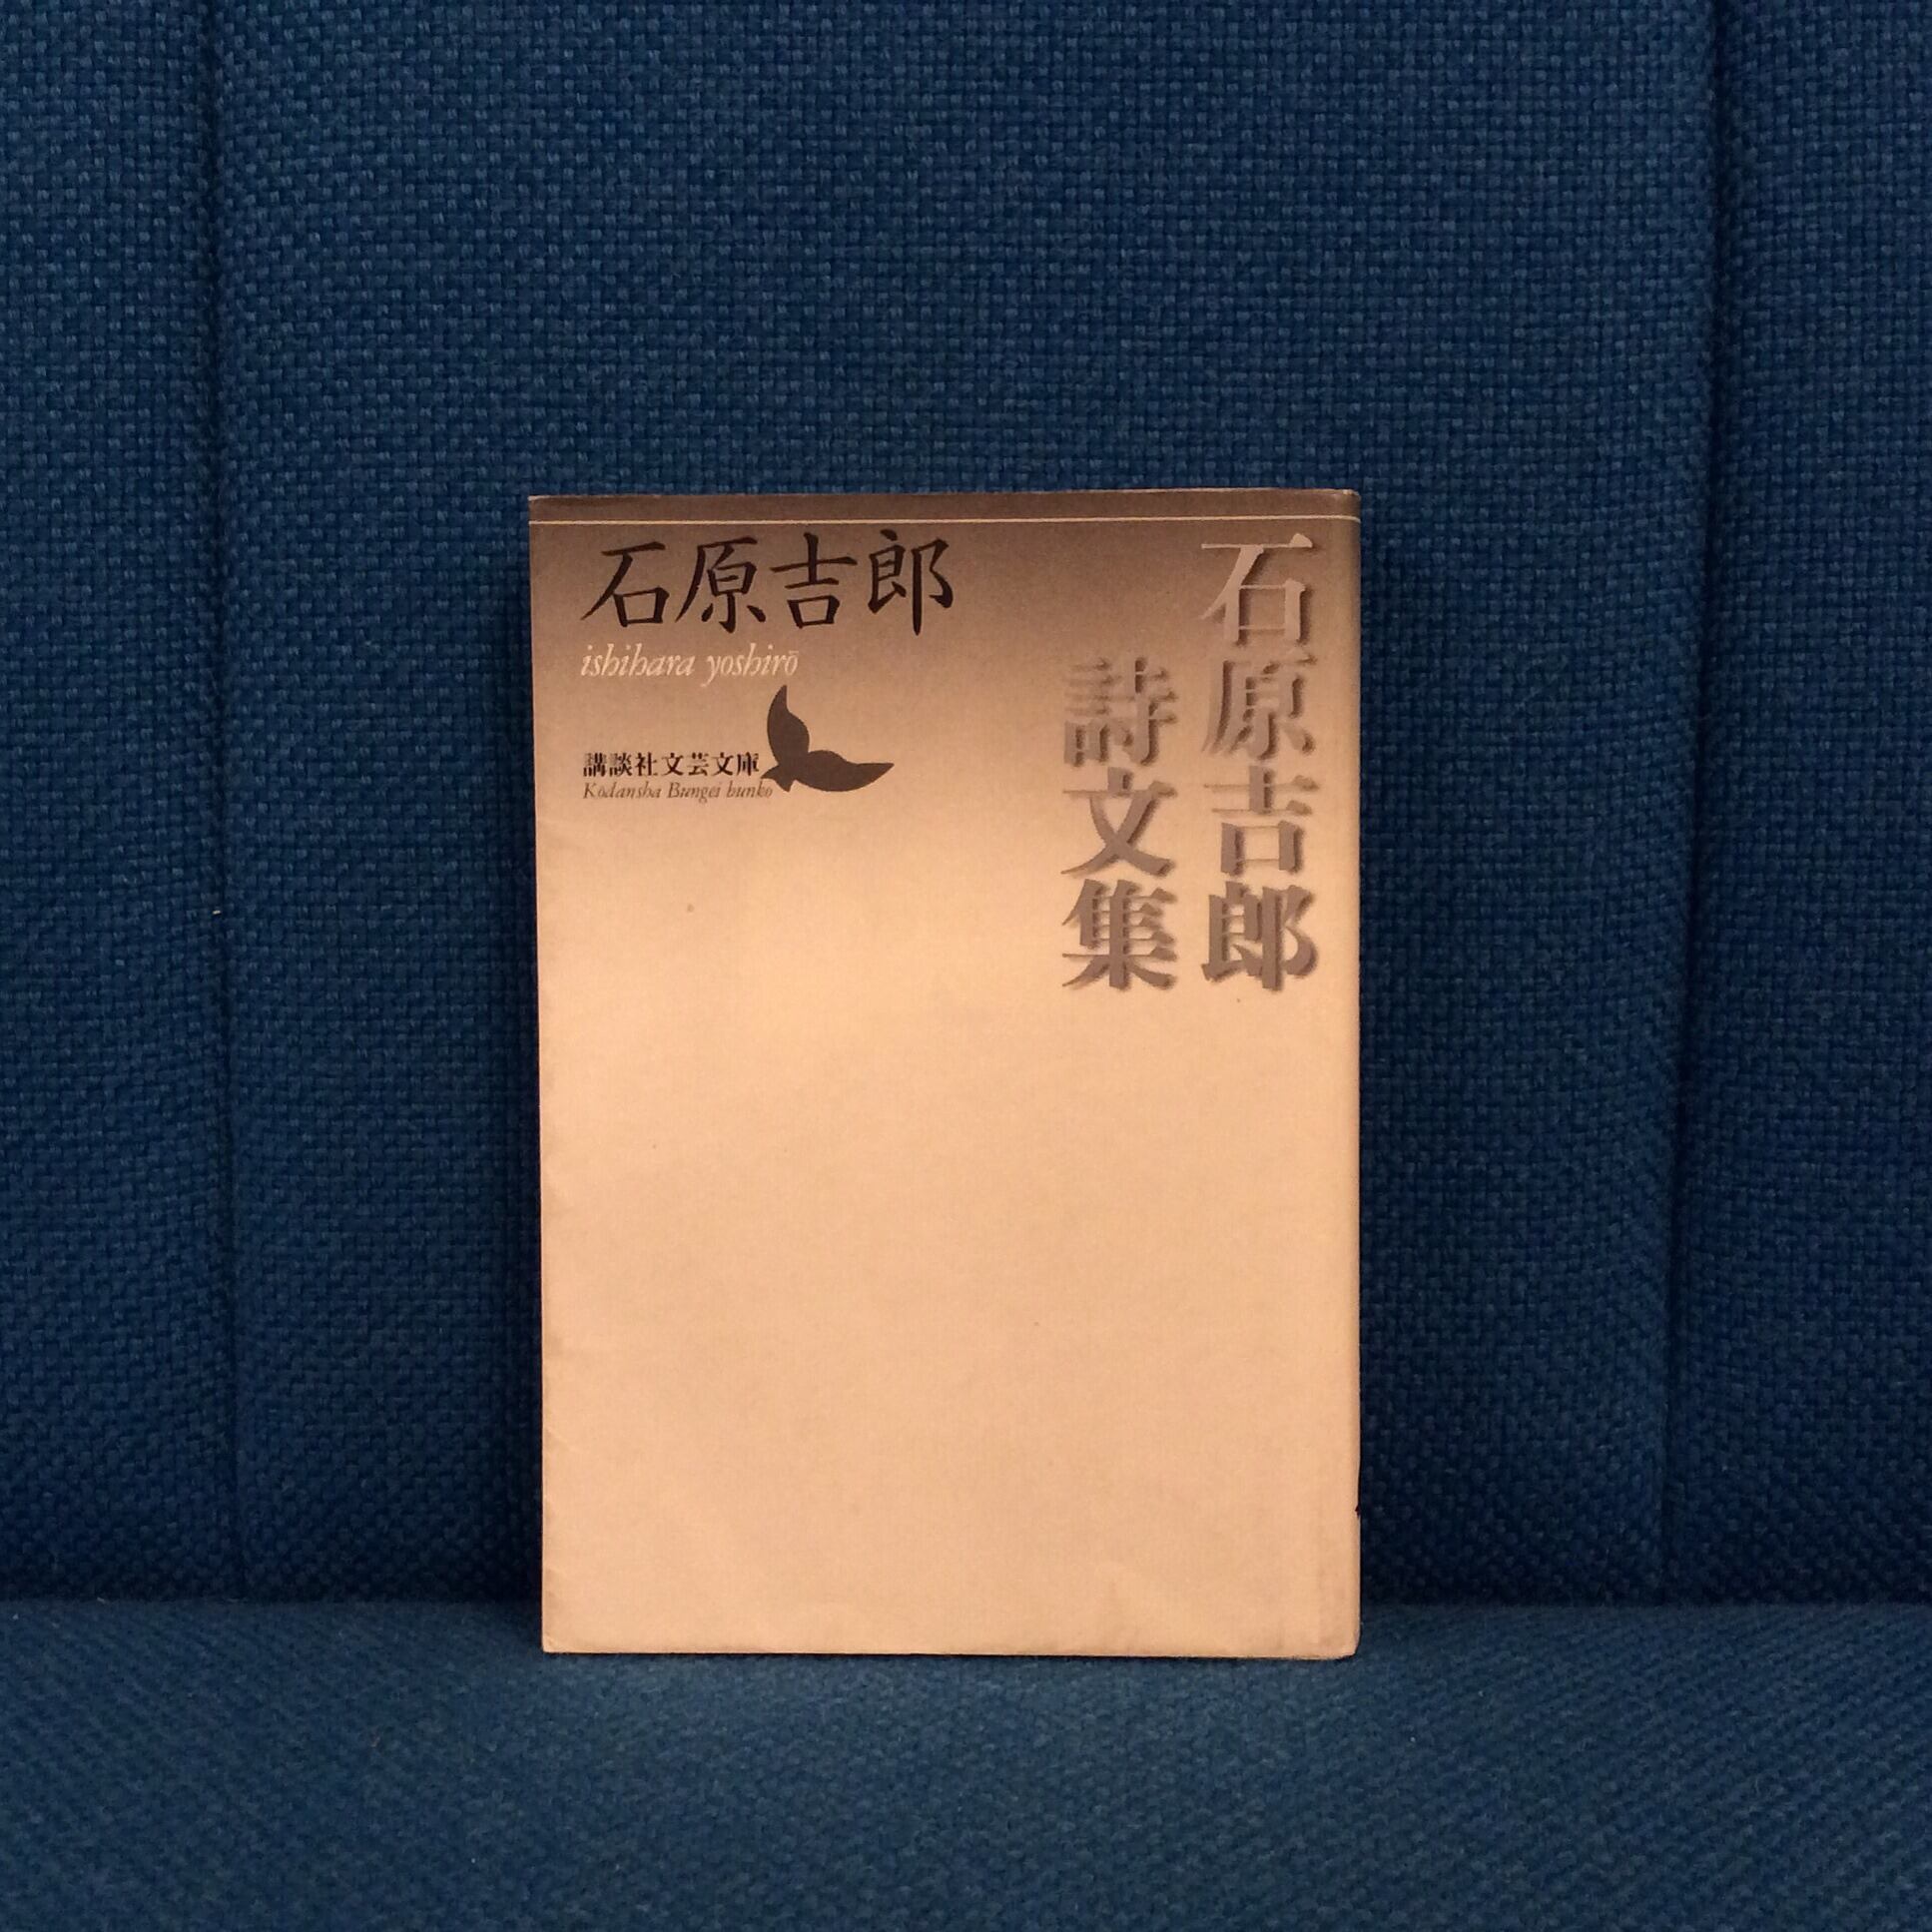 石原吉郎
詩文集
石原吉郎
ishihara yoshirō
講談社文芸文庫
Kōdansha Bungei bunko